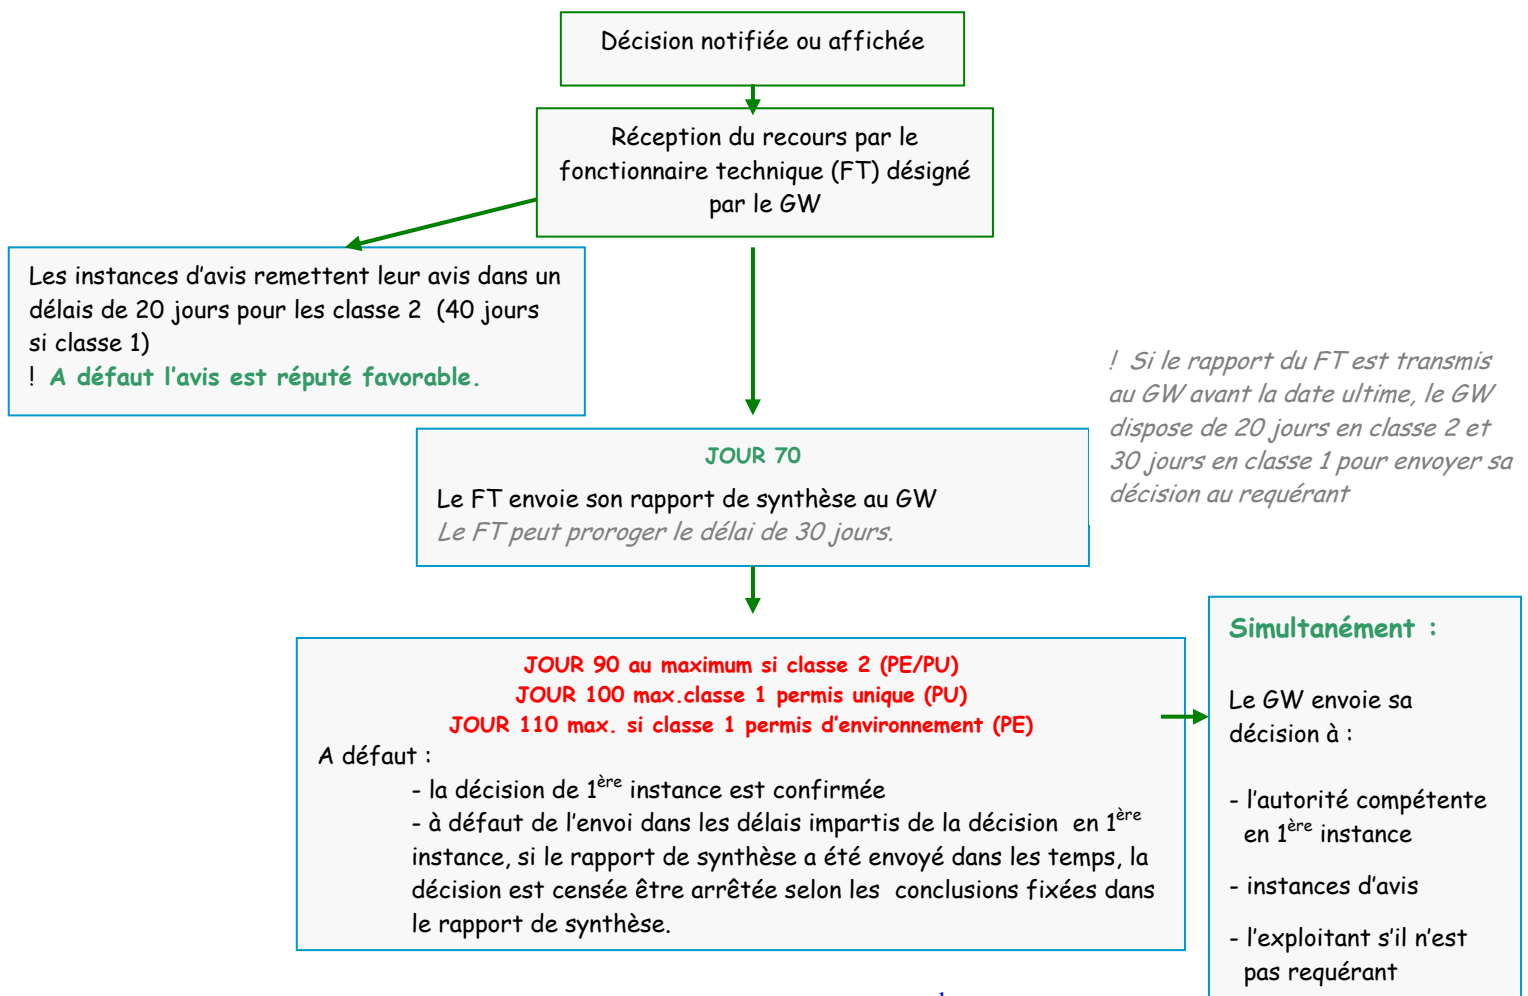 Décision notifiée ou affichée
Réception du recours par le
fonctionnaire technique (FT) désigné
par le GW
Les instances d'avis remettent leur avis dans un
délais de 20 jours pour les classe 2 (40 jours
si classe 1)
! A défaut l'avis est réputé favorable.
! Si le rapport du FT est transmis
au GW avant la date ultime, le GW
dispose de 20 jours en classe 2 et
30 jours en classe 1 pour envoyer sa
décision au requérant
JOUR 70
Le FT envoie son rapport de synthèse au GW
Le FT peut proroger le délai de 30 jours.
JOUR 90 au maximum si classe 2 (PE/PU)
JOUR 100 max.classe 1 permis unique (PU)
JOUR 110 max. si classe 1 permis d'environnement (PE)
A défaut :
- la décision de 1ère instance est confirmée
- à défaut de l'envoi dans les délais impartis de la décision en 1ère
instance, si le rapport de synthèse a été envoyé dans les temps, la
décision est censée être arrêtée selon les conclusions fixées dans
le rapport de synthèse.
Simultanément :
Le GW envoie sa
décision à :
- l'autorité compétente
en 1ère instance
- instances d'avis
- l'exploitant s'il n'est
pas requérant